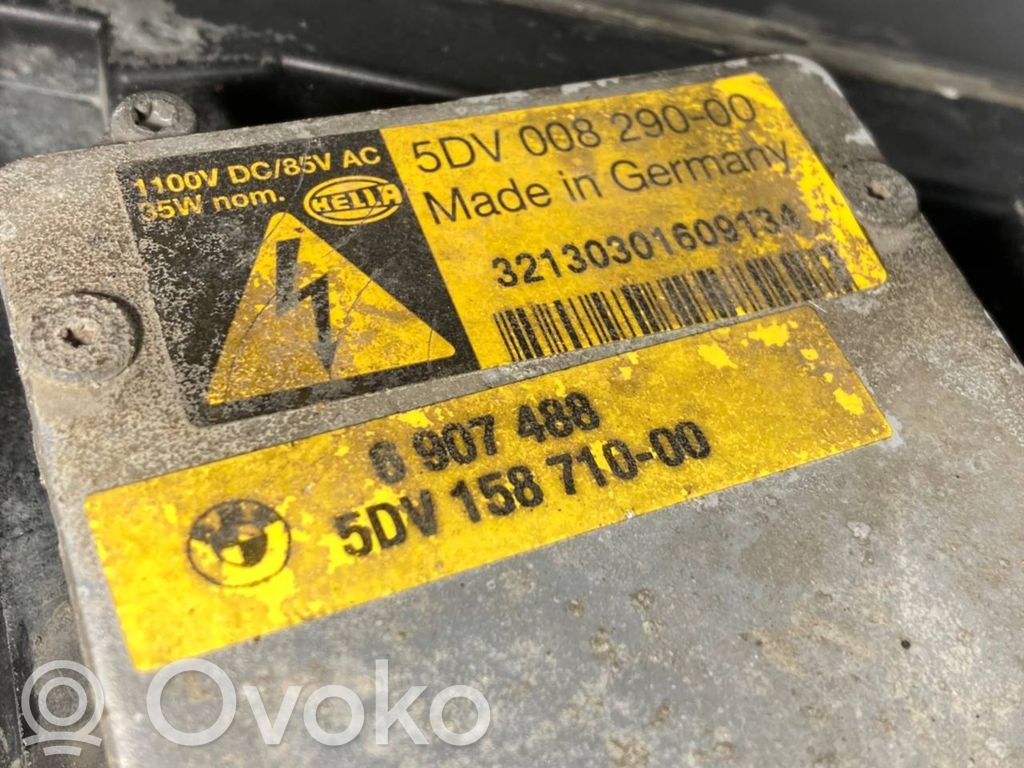 1100V DC/85V AC
35W nom.
HELLA
5DV 008 290-00
Made in Germany
32130301609134
6 907 488
5DV 158 710-00
Ovoko